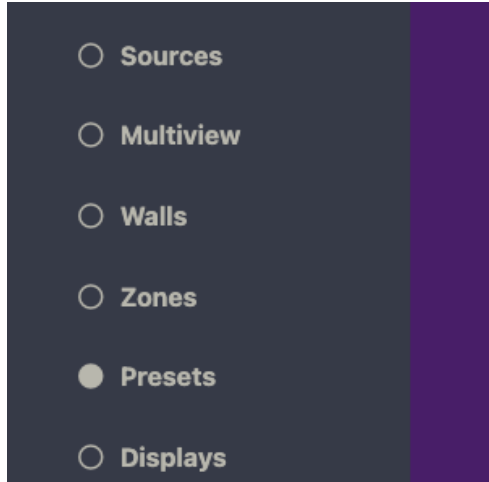 Sources
Multiview
Walls
Zones
Presets
Displays